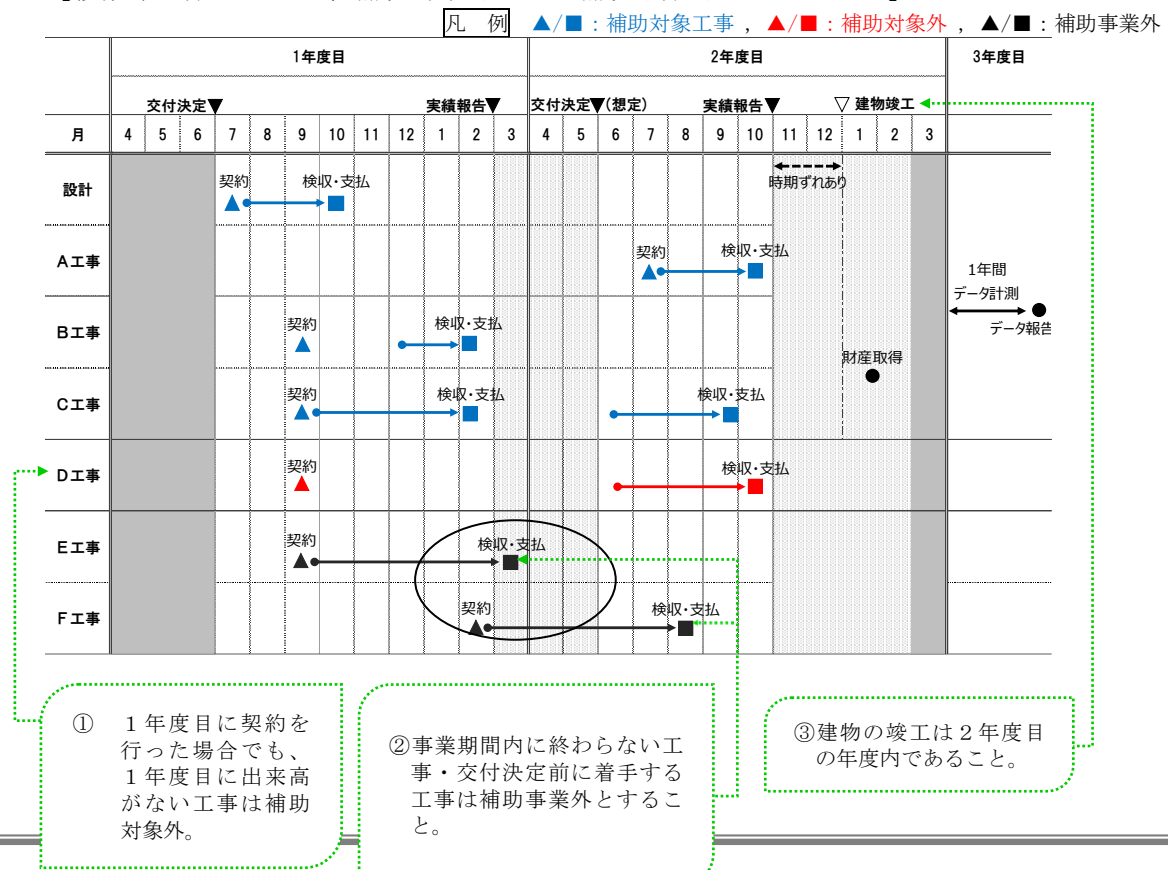 凡 例 ▲/■：補助対象工事 ，▲/■：補助対象外 ，▲/■：補助事業外
1年度目 2年度目 3年度目
交付決定▼ 実績報告▼ 交付決定▼(想定) 実績報告▼ ▽ 建物竣工
月 4 5 6 7 8 9 10 11 12 1 2 3 4 5 6 7 8 9 10 11 12 1 2 3
設計 契約 検収・支払 時期ずれあり
A工事 契約 検収・支払
1年間
データ計測
データ報告
B工事 契約 検収・支払
財産取得
C工事 契約 検収・支払 検収・支払
D工事 契約 検収・支払
E工事 契約 検収・支払
F工事 契約 検収・支払
① １年度目に契約を
行った場合でも、
１年度目に出来高
がない工事は補助
対象外。
②事業期間内に終わらない工
事・交付決定前に着手する
工事は補助事業外とするこ
と。
③建物の竣工は２年度目
の年度内であること。